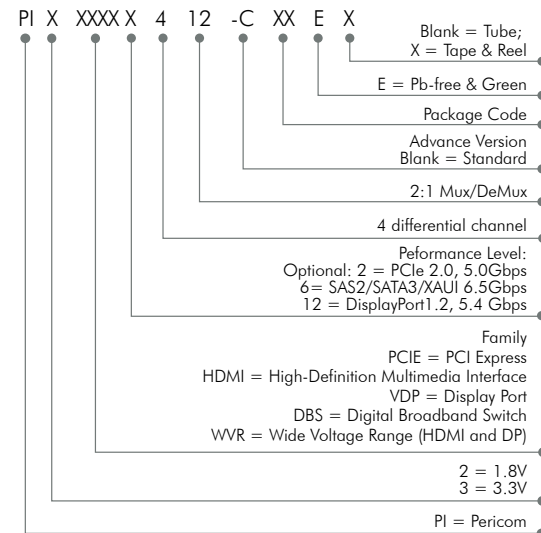 PI X XXXX X 4 12 -C XX E X
Blank = Tube;
X = Tape & Reel
E = Pb-free & Green
Package Code
Advance Version
Blank = Standard
2:1 Mux/DeMux
4 differential channel
Peformance Level:
Optional: 2 = PCIe 2.0, 5.0Gbps
6= SAS2/SATA3/XAUI 6.5Gbps
12 = DisplayPort1.2, 5.4 Gbps
Family
PCIE = PCI Express
HDMI = High-Definition Multimedia Interface
VDP = Display Port
DBS = Digital Broadband Switch
WVR = Wide Voltage Range (HDMI and DP)
2 = 1.8V
3 = 3.3V
PI = Pericom